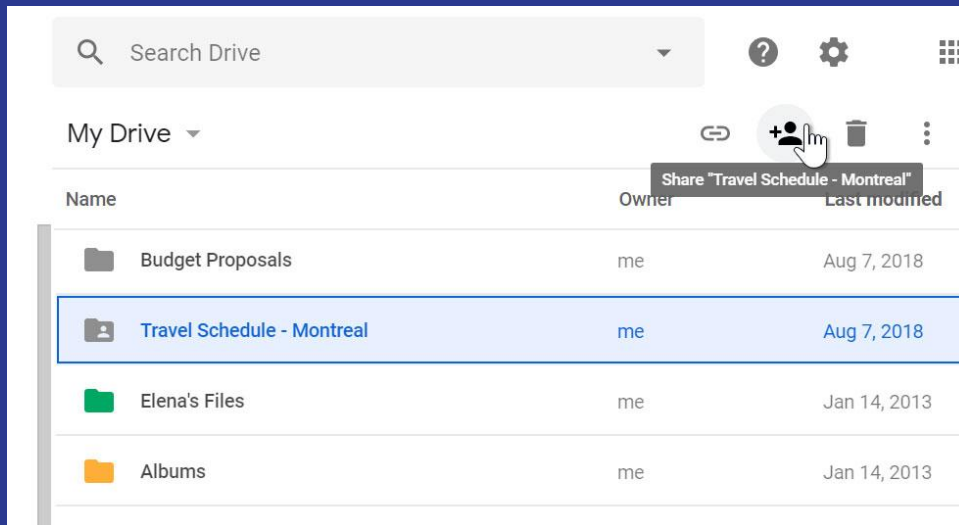 Search Drive
My Drive
Share "Travel Schedule - Montreal"
Name Owner Last modified
Budget Proposals me Aug 7, 2018
Travel Schedule - Montreal me Aug 7, 2018
Elena's Files me Jan 14, 2013
Albums me Jan 14, 2013